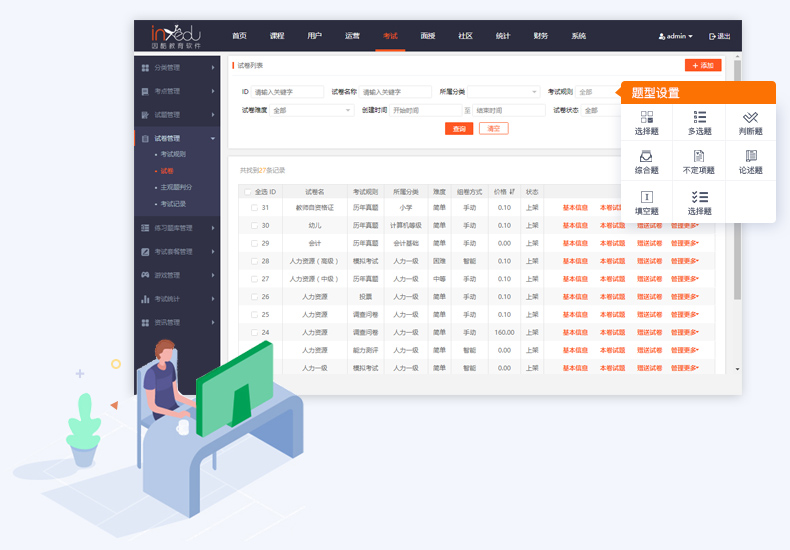 inxedu
因酷教育软件
首页 课程 用户 运营 考试 面授 社区 统计 财务 系统 admin 退出
分类管理
考点管理
试题管理
试卷管理
考试规则
试卷
主观题判分
考试记录
练习题库管理
考试套餐管理
游戏管理
考试统计
资讯管理
试卷列表 + 添加
ID 请输入关键字 试卷名称 请输入关键字 所属分类 考试规则 全部
试卷难度 全部 创建时间 开始时间 至 结束时间 试卷状态 全部
查询 清空
题型设置
选择题 多选题 判断题
综合题 不定项题 论述题
填空题 选择题
共找到27条记录
全选 ID 试卷名 考试规则 所属分类 难度 组卷方式 价格 状态
31 教师自资格证 历年真题 小学 简单 手动 0.10 上架 基本信息 本卷试题
30 幼儿 历年真题 计算机等级 简单 手动 0.10 上架 基本信息 本卷试题 赠送试卷 管理更多
29 会计 历年真题 会计基础 简单 手动 0.00 上架 基本信息 本卷试题 赠送试卷 管理更多
28 人力资源（高级） 模拟考试 人力一级 困难 智能 0.00 上架 基本信息 本卷试题 赠送试卷 管理更多
27 人力资源（中级） 历年真题 人力一级 中等 智能 0.10 上架 基本信息 本卷试题 赠送试卷 管理更多
26 人力资源 投票 人力一级 简单 手动 0.10 上架 基本信息 本卷试题 赠送试卷 管理更多
25 人力资源 调查问卷 人力一级 简单 手动 0.10 上架 基本信息 本卷试题 赠送试卷 管理更多
24 人力资源 调查问卷 人力一级 简单 手动 160.00 上架 基本信息 本卷试题 赠送试卷 管理更多
人力资源 能力测评 人力一级 简单 智能 0.00 上架 基本信息 本卷试题 赠送试卷 管理更多
人力一级 模拟考试 人力一级 简单 智能 0.00 上架 基本信息 本卷试题 赠送试卷 管理更多